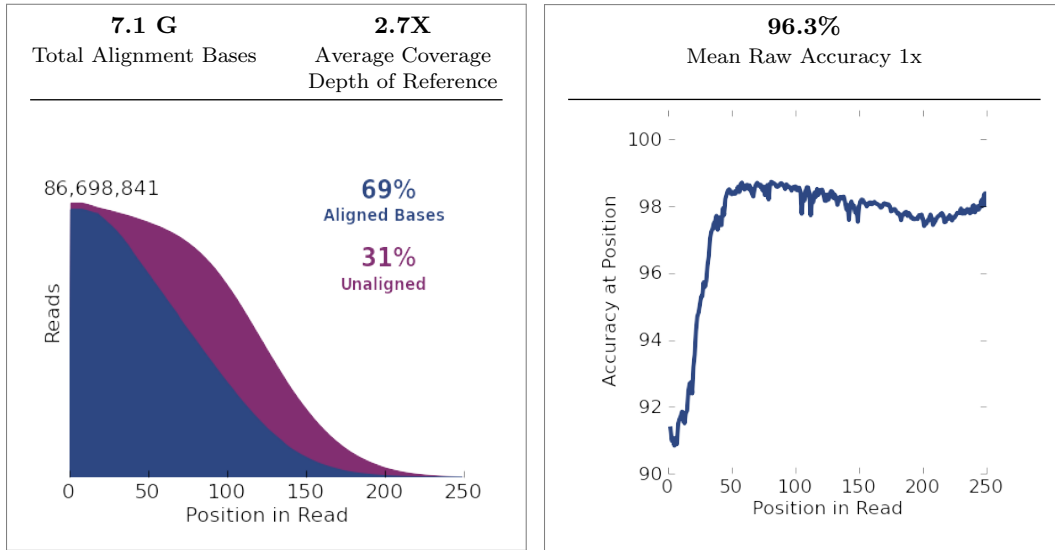 7.1 G
Total Alignment Bases
2.7X
Average Coverage
Depth of Reference
86,698,841
69%
Aligned Bases
31%
Unaligned
Reads
0 50 100 150 200 250
Position in Read
96.3%
Mean Raw Accuracy 1x
100
98
96
94
92
90
Accuracy at Position
0 50 100 150 200 250
Position in Read